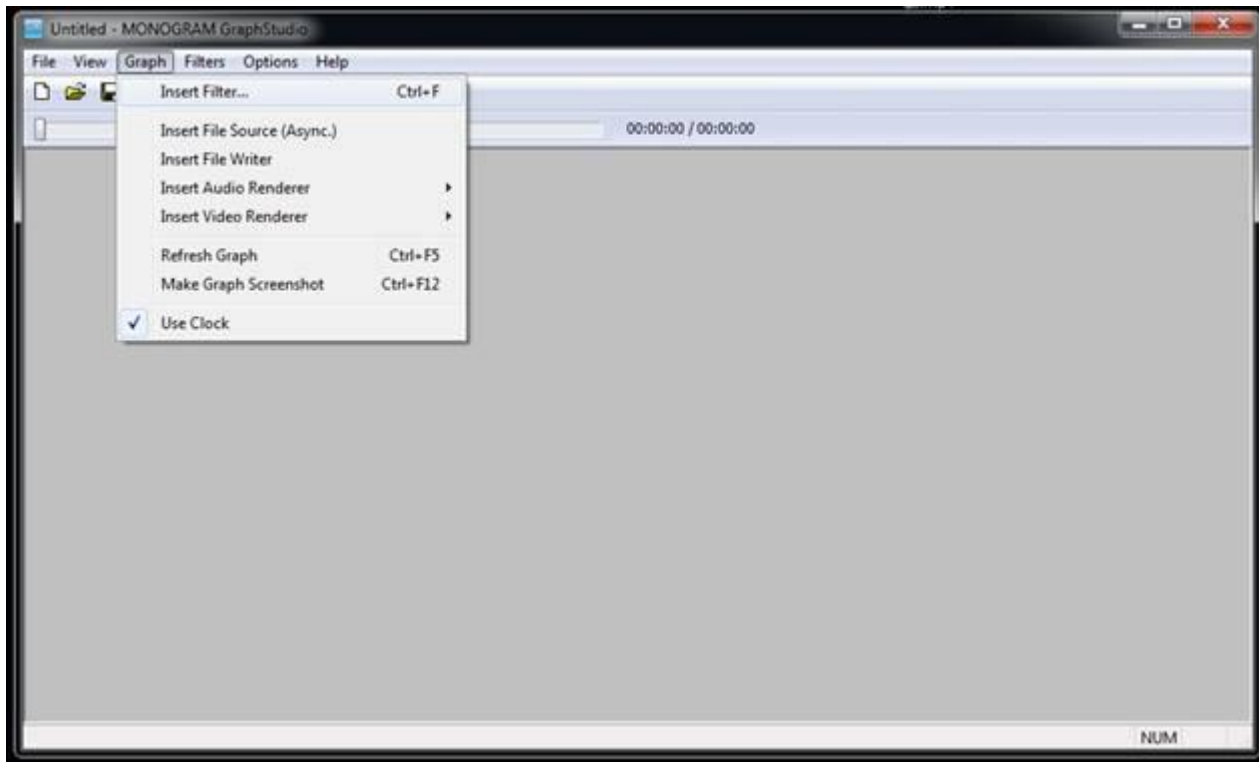 Untitled - MONOGRAM GraphStudio
File View Graph Filters Options Help
Insert Filter... Ctrl+F
00:00:00 / 00:00:00
Insert File Source (Async.)
Insert File Writer
Insert Audio Renderer
Insert Video Renderer
Refresh Graph Ctrl+F5
Make Graph Screenshot Ctrl+F12
Use Clock
NUM